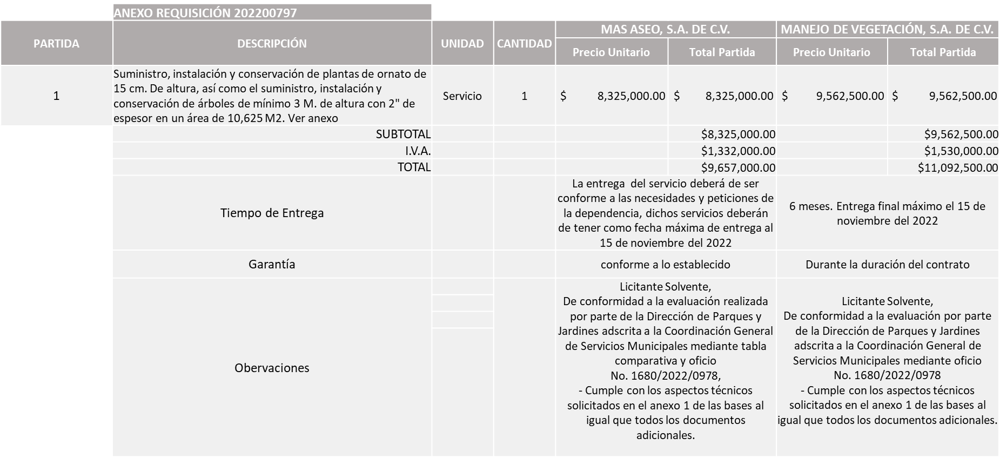 ANEXO REQUISICIÓN 202200797
PARTIDA
DESCRIPCIÓN
UNIDAD
CANTIDAD
MAS ASEO, S.A. DE C.V.
MANEJO DE VEGETACIÓN, S.A. DE C.V.
Precio Unitario
Total Partida
Precio Unitario
Total Partida
1
Suministro, instalación y conservación de plantas de ornato de
15 cm. De altura, así como el suministro, instalación y
conservación de árboles de mínimo 3 M. de altura con 2" de
espesor en un área de 10,625 M2. Ver anexo
Servicio
1
$ 8,325,000.00
$ 8,325,000.00
$ 9,562,500.00
$ 9,562,500.00
SUBTOTAL
$8,325,000.00
$9,562,500.00
I.V.A.
$1,332,000.00
$1,530,000.00
TOTAL
$9,657,000.00
$11,092,500.00
Tiempo de Entrega
La entrega del servicio deberá de ser
conforme a las necesidades y peticiones de
la dependencia, dichos servicios deberán
de tener como fecha máxima de entrega al
15 de noviembre del 2022
6 meses. Entrega final máximo el 15 de
noviembre del 2022
Garantía
conforme a lo establecido
Durante la duración del contrato
Obervaciones
Licitante Solvente,
De conformidad a la evaluación realizada
por parte de la Dirección de Parques y
Jardines adscrita a la Coordinación General
de Servicios Municipales mediante tabla
comparativa y oficio
No. 1680/2022/0978,
- Cumple con los aspectos técnicos
solicitados en el anexo 1 de las bases al
igual que todos los documentos
adicionales.
Licitante Solvente,
De conformidad a la evaluación por parte
de la Dirección de Parques y Jardines
adscrita a la Coordinación General de
Servicios Municipales mediante oficio
No. 1680/2022/0978
- Cumple con los aspectos técnicos
solicitados en el anexo 1 de las bases al
igual que todos los documentos adicionales.